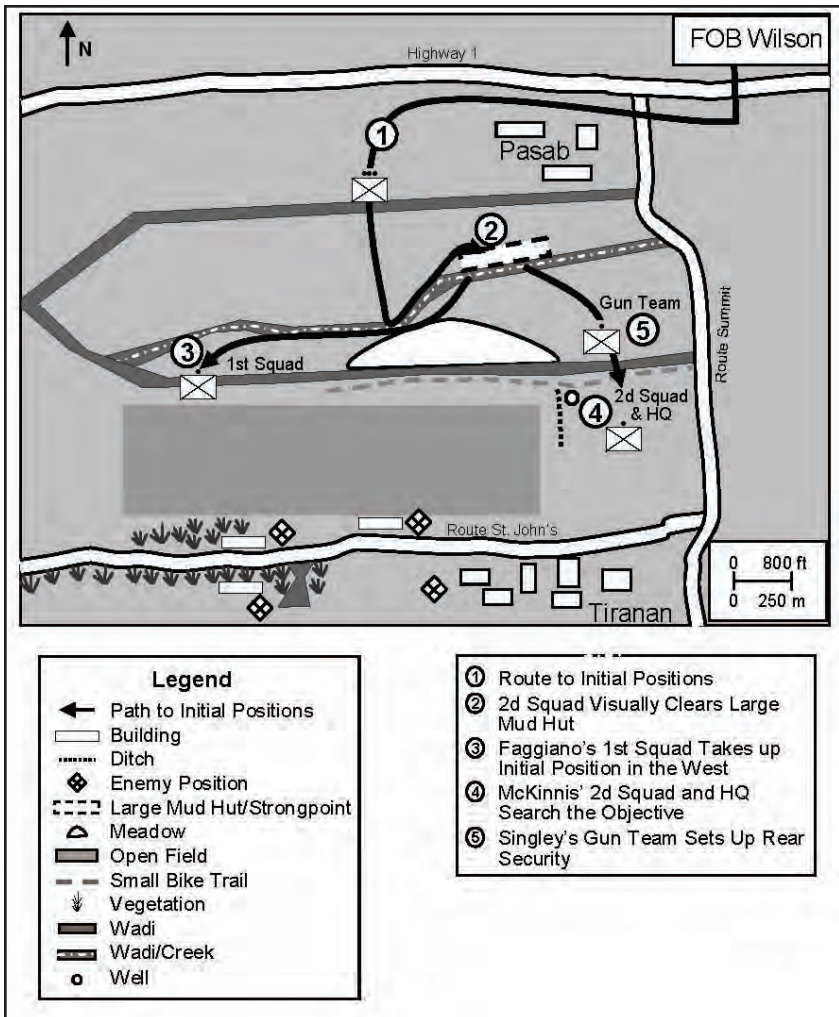 FOB Wilson
N
Highway 1
1
Pasab
2
Gun Team
5
3
1st Squad
Route Summit
4
2d Squad
& HQ
Route St. John's
0 800 ft
0 250 m
Tiranan
Legend
Path to Initial Positions
Building
Ditch
Enemy Position
Large Mud Hut/Strongpoint
Meadow
Open Field
Small Bike Trail
Vegetation
Wadi
Wadi/Creek
Well
1 Route to Initial Positions
2 2d Squad Visually Clears Large
Mud Hut
3 Faggiano's 1st Squad Takes up
Initial Position in the West
4 McKinnis' 2d Squad and HQ
Search the Objective
5 Singley's Gun Team Sets Up Rear
Security